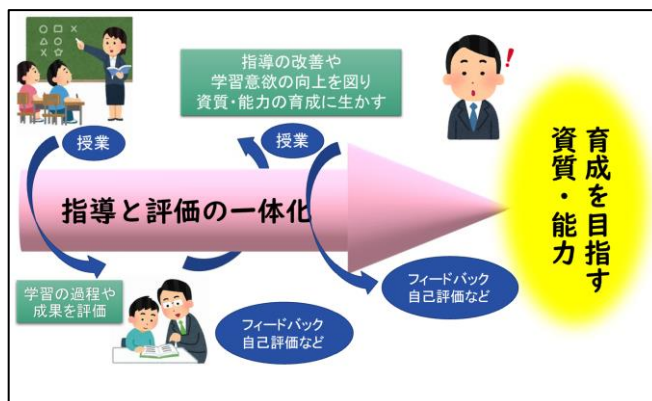 指導の改善や
学習意欲の向上を図り
資質・能力の育成に生かす
授業
授業
指導と評価の一体化
育成を目指す
資質・能力
学習の過程や
成果を評価
フィードバック
自己評価など
フィードバック
自己評価など